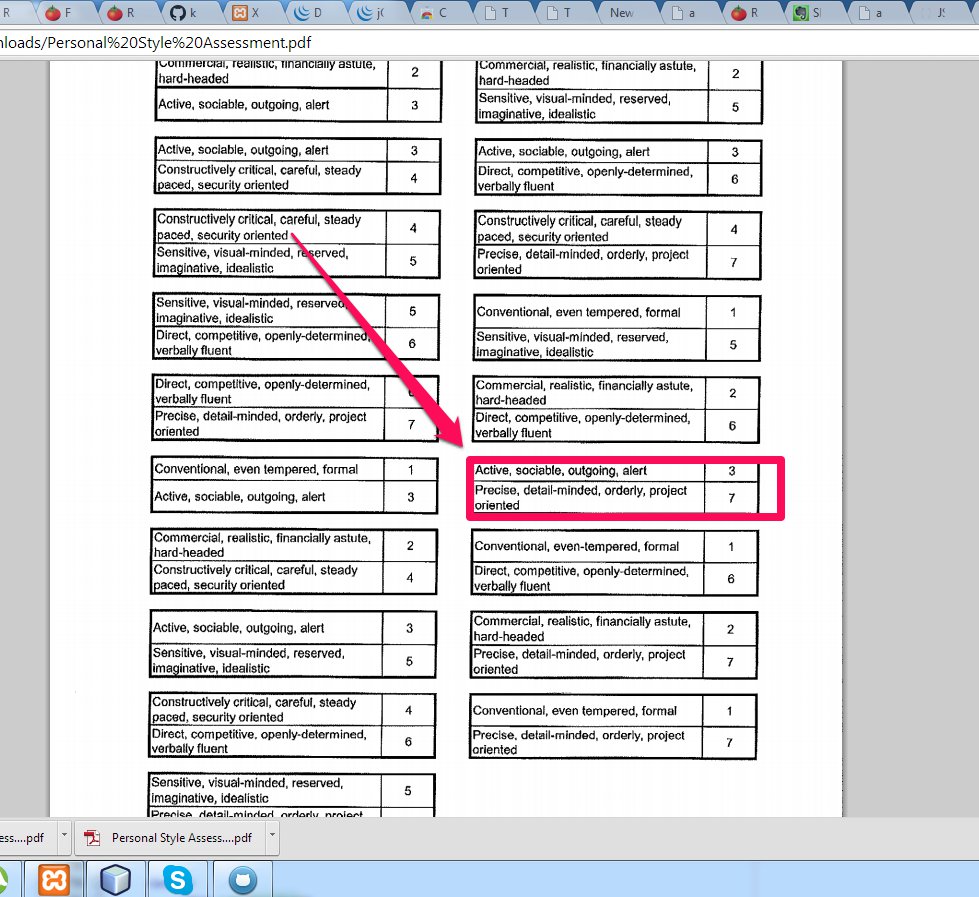 R
F
R
k
X
D
j(
C
T
T
New
a
R
a
JS
nloads/Personal%20Style%20Assessment.pdf
Commercial, realistic, financially astute,
hard-headed
2
Active, sociable, outgoing, alert
3
Active, sociable, outgoing, alert
3
Constructively critical, careful, steady
paced, security oriented
4
Constructively critical, careful, steady
paced, security oriented
4
Sensitive, visual-minded, reserved,
imaginative, idealistic
5
Sensitive, visual-minded, reserved,
imaginative, idealistic
5
Direct, competitive, openly-determined,
verbally fluent
6
Direct, competitive, openly-determined,
verbally fluent
Precise, detail-minded, orderly, project
oriented
7
Conventional, even tempered, formal
1
Active, sociable, outgoing, alert
3
Commercial, realistic, financially astute,
hard-headed
2
Constructively critical, careful, steady
paced, security oriented
4
Active, sociable, outgoing, alert
3
Sensitive, visual-minded, reserved,
imaginative, idealistic
5
Constructively critical, careful, steady
paced, security oriented
4
Direct, competitive, openly-determined,
verbally fluent
6
Sensitive, visual-minded, reserved,
imaginative, idealistic
5
Precise, detail-minded, orderly, project
Commercial, realistic, financially astute,
hard-headed
2
Sensitive, visual-minded, reserved,
imaginative, idealistic
5
Active, sociable, outgoing, alert
3
Direct, competitive, openly-determined,
verbally fluent
6
Constructively critical, careful, steady
paced, security oriented
4
Precise, detail-minded, orderly, project
oriented
7
Conventional, even tempered, formal
1
Sensitive, visual-minded, reserved,
imaginative, idealistic
5
Commercial, realistic, financially astute,
hard-headed
2
Direct, competitive, openly-determined,
verbally fluent
6
Active, sociable, outgoing, alert
3
Precise, detail-minded, orderly, project
oriented
7
Conventional, even-tempered, formal
1
Direct, competitive, openly-determined,
verbally fluent
6
Commercial, realistic, financially astute,
hard-headed
2
Precise, detail-minded, orderly, project
oriented
7
Conventional, even tempered, formal
1
Precise, detail-minded, orderly, project
oriented
7
ess....pdf
Personal Style Assess....pdf